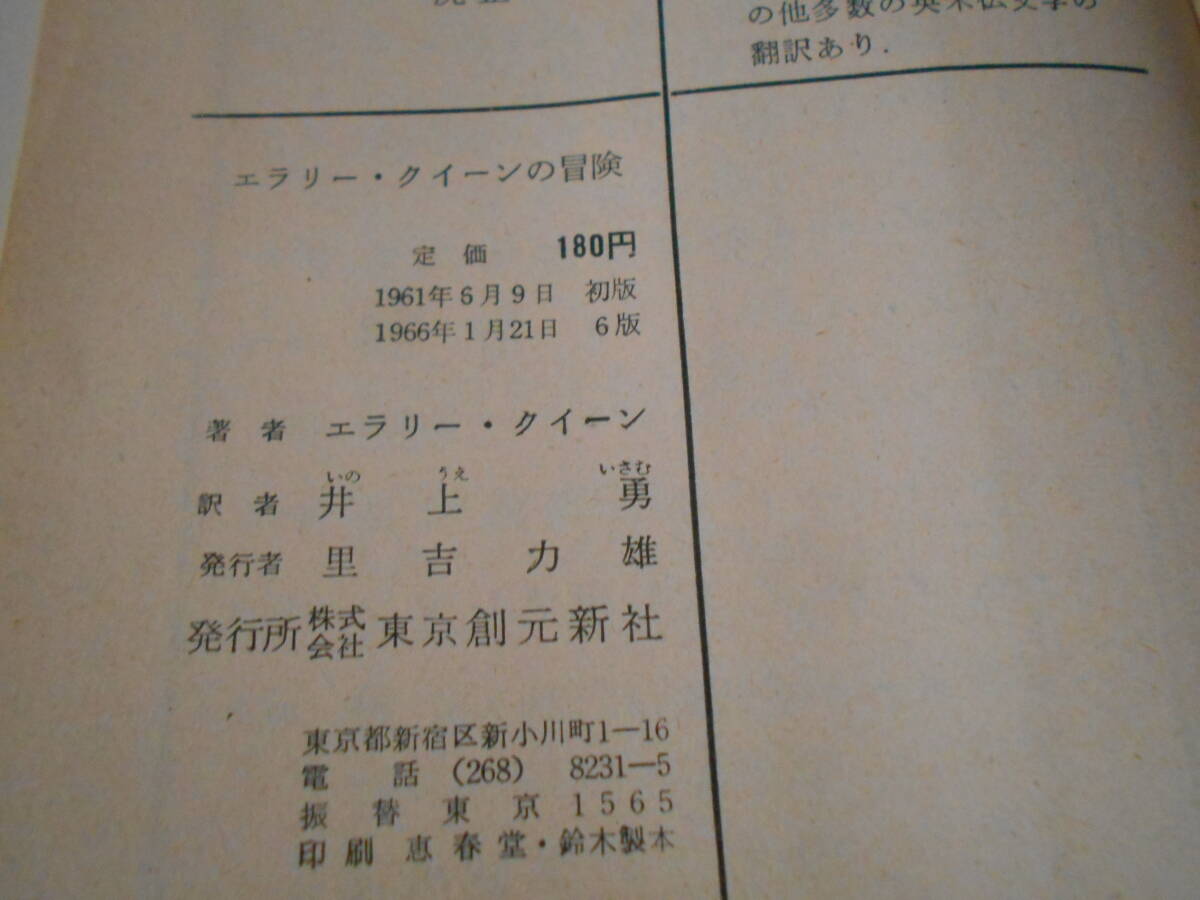 の他多数の英米仏文学の
翻訳あり.
エラリー・クイーンの冒険
定価 180円
1961年6月9日 初版
1966年1月21日 6版
著者 エラリー・クイーン
いの うえ いさむ
訳者 井上 勇
発行者 里吉力雄
発行所 株式会社 東京創元新社
東京都新宿区新小川町1—16
電話 (268) 8231—5
振替東京 1565
印刷 恵春堂・鈴木製本